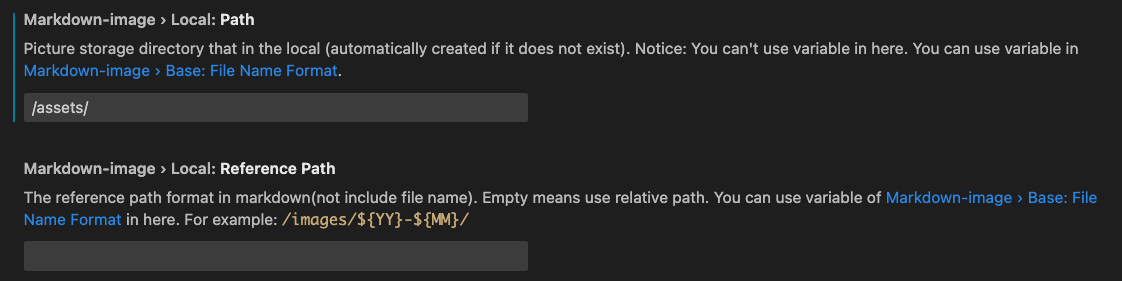 Markdown-image › Local: Path
Picture storage directory that in the local (automatically created if it does not exist). Notice: You can't use variable in here. You can use variable in
Markdown-image › Base: File Name Format.
/assets/
Markdown-image › Local: Reference Path
The reference path format in markdown(not include file name). Empty means use relative path. You can use variable of Markdown-image › Base: File
Name Format in here. For example: /images/${YY}-${MM}/